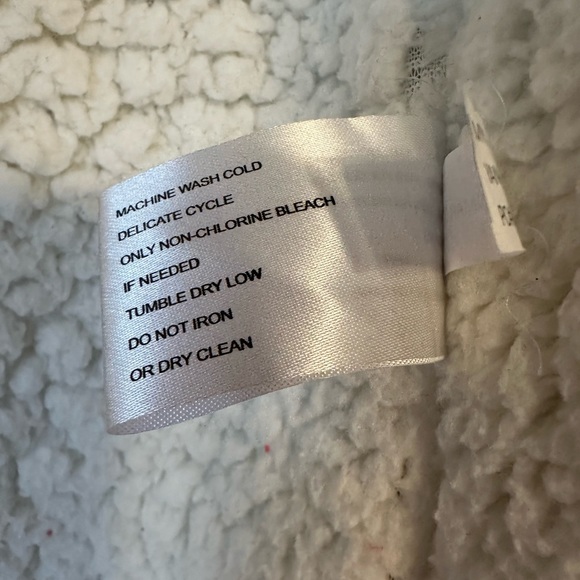 MACHINE WASH COLD
DELICATE CYCLE
ONLY NON-CHLORINE BLEACH
IF NEEDED
TUMBLE DRY LOW
DO NOT IRON
OR DRY CLEAN